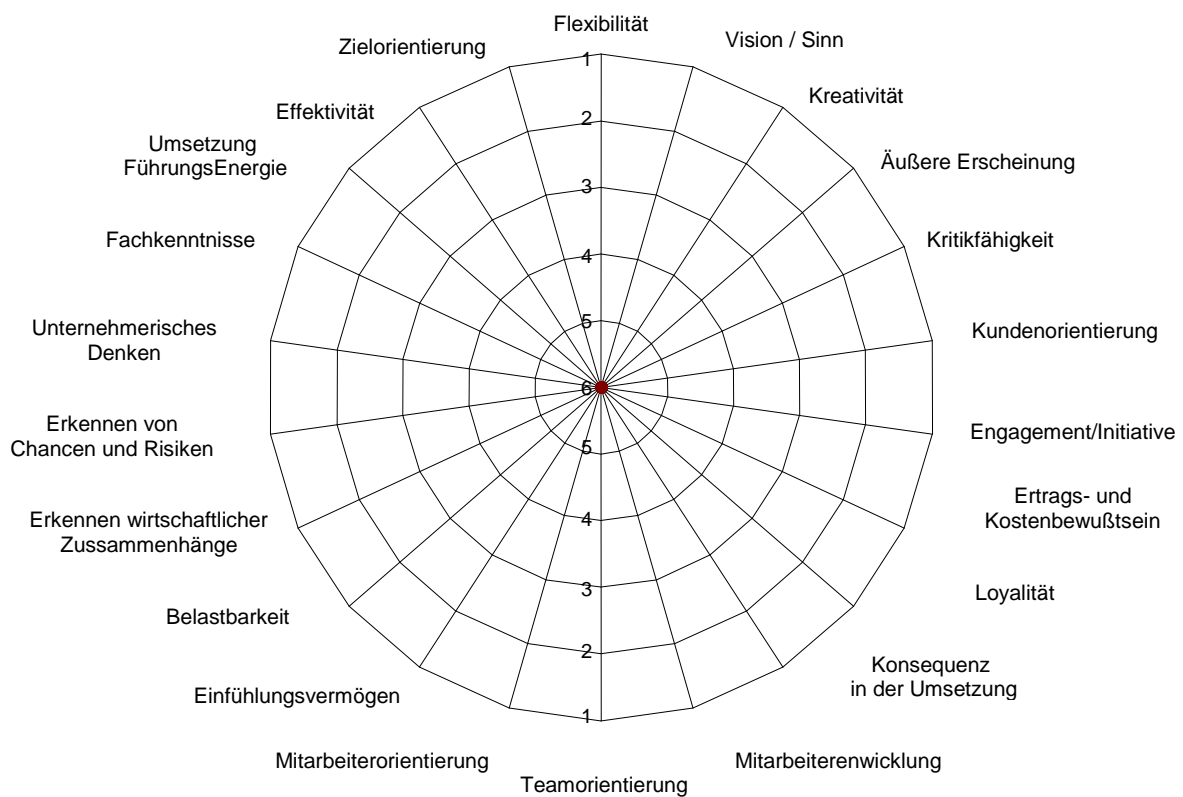 Flexibilität
Vision / Sinn
Zielorientierung
1
Kreativität
Effektivität
2
Umsetzung
FührungsEnergie
Äußere Erscheinung
3
Fachkenntnisse
Kritikfähigkeit
4
Unternehmerisches
Denken
5
Kundenorientierung
6
Erkennen von
Chancen und Risiken
5
Engagement/Initiative
Ertrags- und
Kostenbewußtsein
4
Erkennen wirtschaftlicher
Zussammenhänge
3
Loyalität
Belastbarkeit
2
Konsequenz
in der Umsetzung
Einfühlungsvermögen
1
Mitarbeiterorientierung
Mitarbeiterenwicklung
Teamorientierung